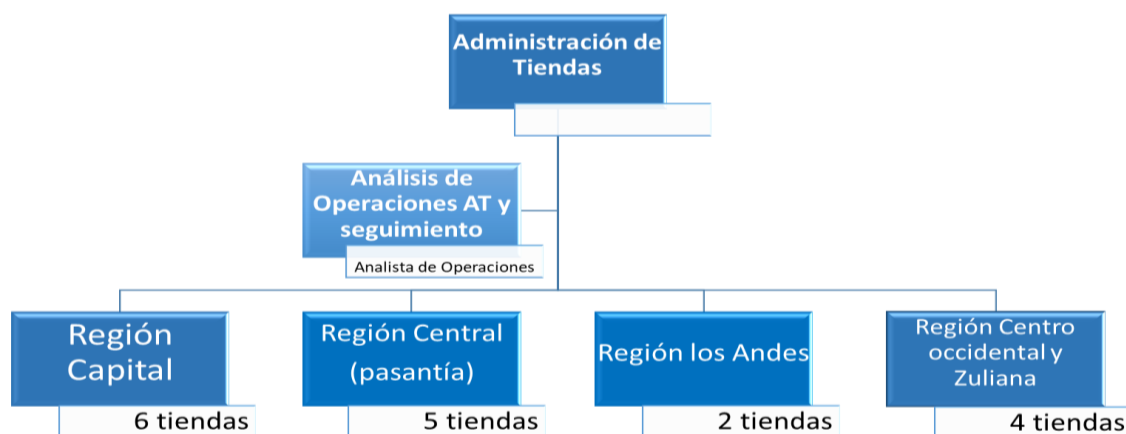 Administración de
Tiendas
Análisis de
Operaciones AT y
seguimiento
Analista de Operaciones
Región
Capital
6 tiendas
Región Central
(pasantía)
5 tiendas
Región los Andes
2 tiendas
Región Centro
occidental y
Zuliana
4 tiendas